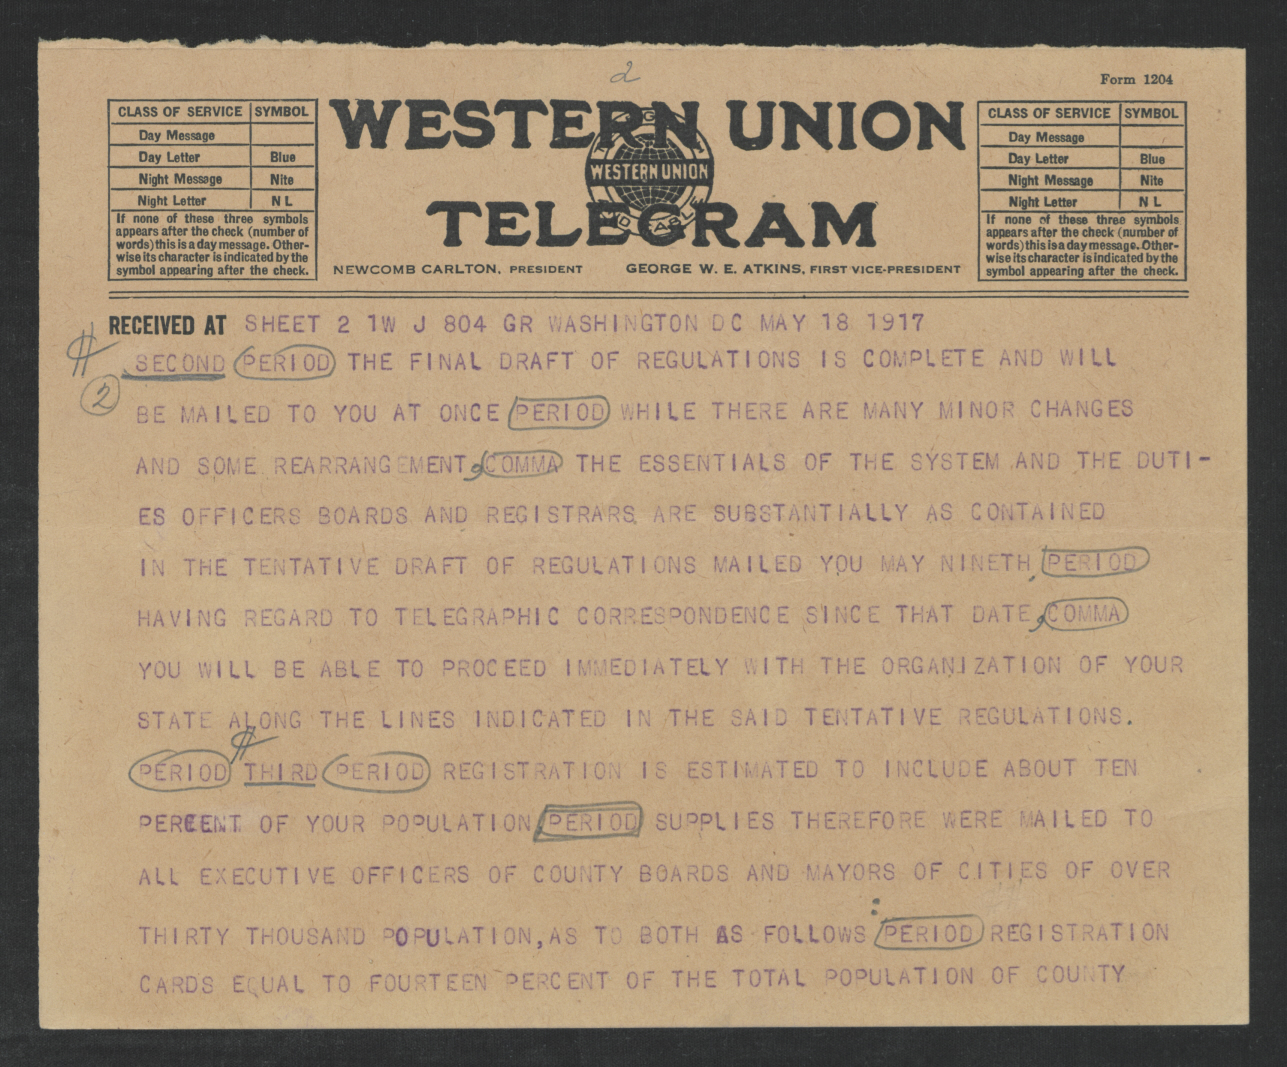 2
Form 1204
CLASS OF SERVICE SYMBOL
Day Message
Day Letter Blue
Night Message Nite
Night Letter N L
If none of these three symbols
appears after the check (number of
words) this is a day message. Other-
wise its character is indicated by the
symbol appearing after the check.
WESTERN UNION
WESTERN UNION
TELEGRAM
NEWCOMB CARLTON, PRESIDENT GEORGE W. E. ATKINS, FIRST VICE-PRESIDENT
CLASS OF SERVICE SYMBOL
Day Message
Day Letter Blue
Night Message Nite
Night Letter N L
If none of these three symbols
appears after the check (number of
words) this is a day message. Other-
wise its character is indicated by the
symbol appearing after the check.
RECEIVED AT SHEET 2 1W J 804 GR WASHINGTON DC MAY 18 1917
SECOND PERIOD THE FINAL DRAFT OF REGULATIONS IS COMPLETE AND WILL
2
BE MAILED TO YOU AT ONCE PERIOD WHILE THERE ARE MANY MINOR CHANGES
AND SOME REARRANGEMENT, COMMA THE ESSENTIALS OF THE SYSTEM AND THE DUTI-
ES OFFICERS BOARDS AND REGISTRARS ARE SUBSTANTIALLY AS CONTAINED
IN THE TENTATIVE DRAFT OF REGULATIONS MAILED YOU MAY NINETH PERIOD
HAVING REGARD TO TELEGRAPHIC CORRESPONDENCE SINCE THAT DATE, COMMA
YOU WILL BE ABLE TO PROCEED IMMEDIATELY WITH THE ORGANIZATION OF YOUR
STATE ALONG THE LINES INDICATED IN THE SAID TENTATIVE REGULATIONS.
PERIOD THIRD PERIOD REGISTRATION IS ESTIMATED TO INCLUDE ABOUT TEN
PERCENT OF YOUR POPULATION PERIOD SUPPLIES THEREFORE WERE MAILED TO
ALL EXECUTIVE OFFICERS OF COUNTY BOARDS AND MAYORS OF CITIES OF OVER
THIRTY THOUSAND POPULATION, AS TO BOTH AS FOLLOWS: PERIOD REGISTRATION
CARDS EQUAL TO FOURTEEN PERCENT OF THE TOTAL POPULATION OF COUNTY